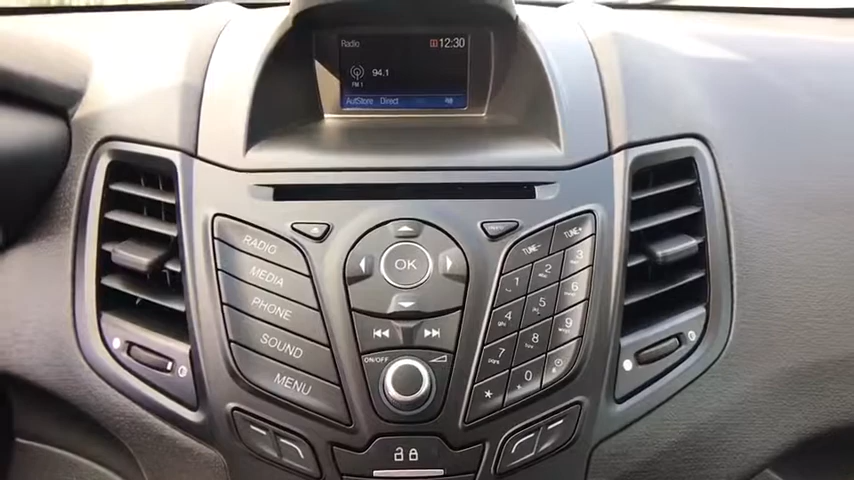 Radio 12:30
94.1
FM 1
AutoStore Direct
RADIO
MEDIA
PHONE
SOUND
MENU
OK
ON OFF
TUNE- TUNE+
1 2 3
4 5 6
7 8 9
* 0